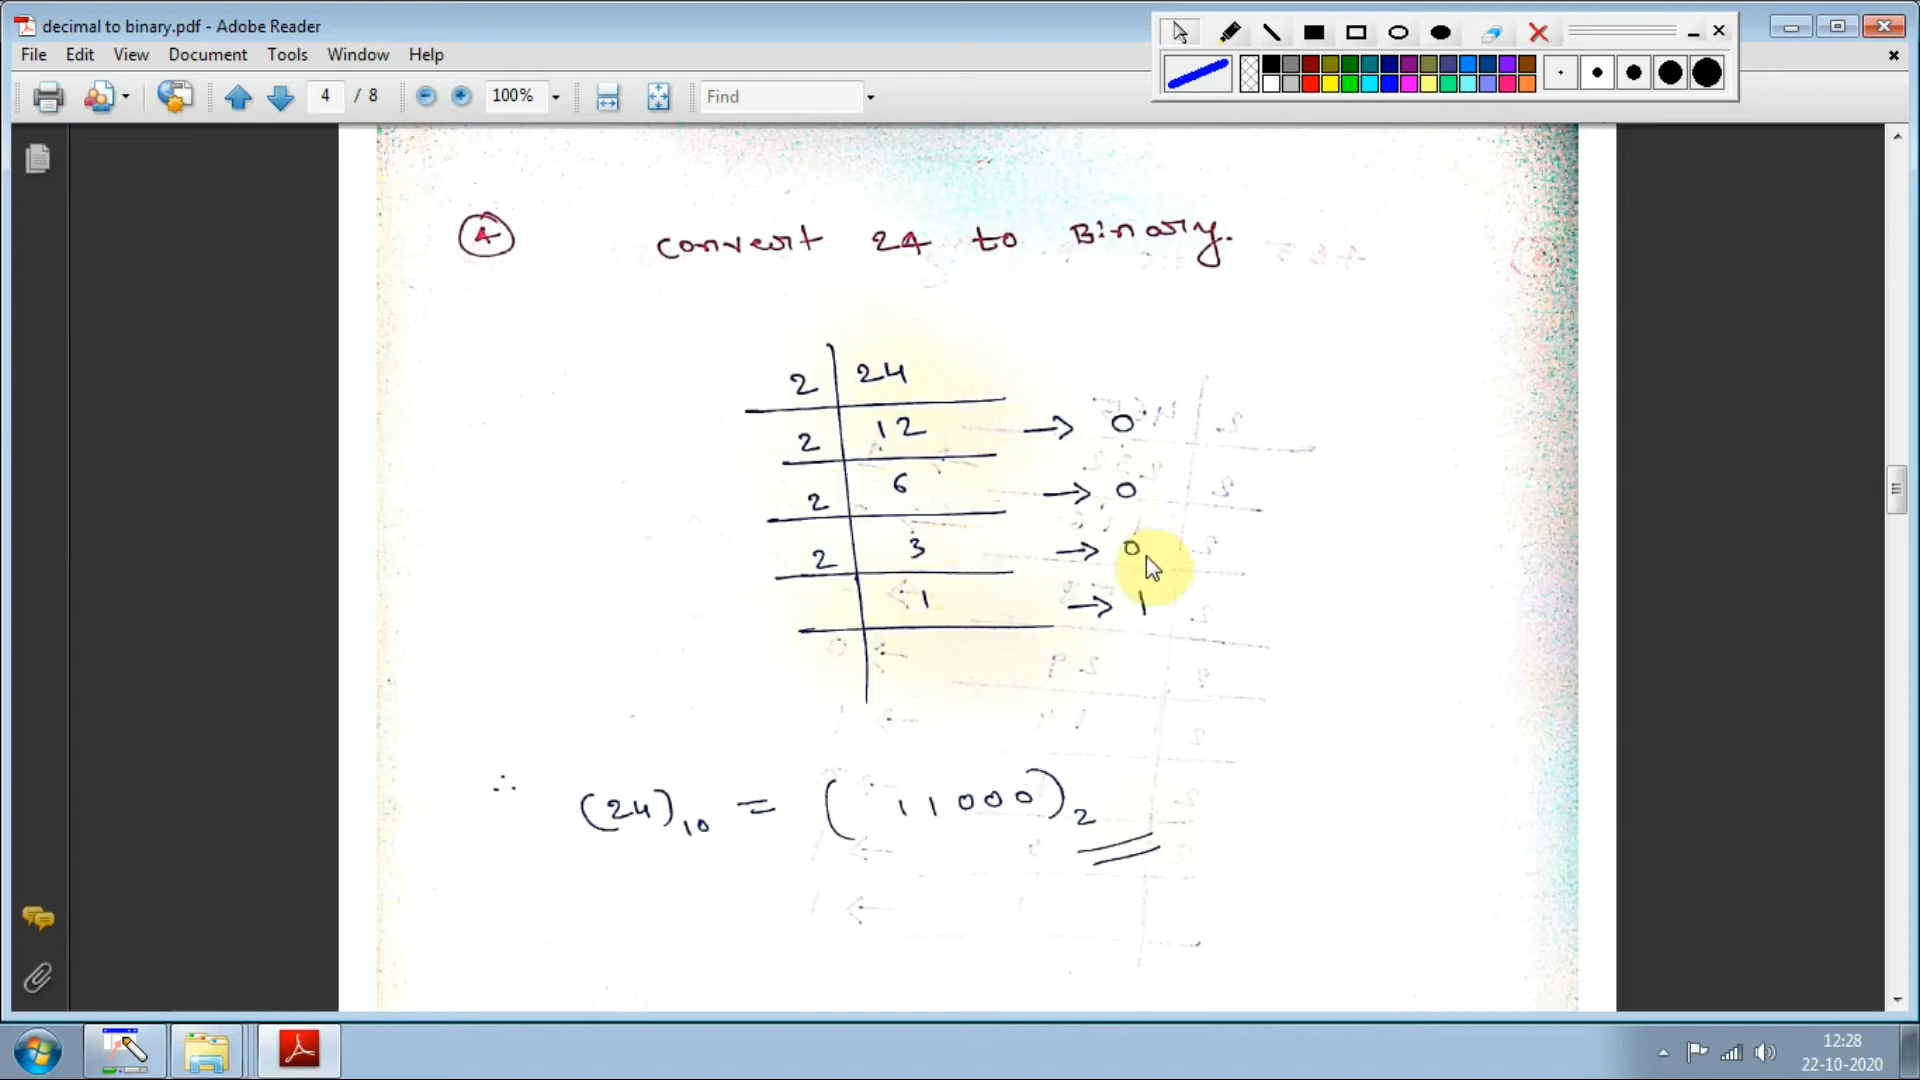 decimal to binary.pdf - Adobe Reader
File Edit View Document Tools Window Help
4 / 8 100% Find
4 Convert 24 to Binary.
2 24
2 12 → 0
2 6 → 0
2 3 → 0
1 → 1
∴ (24)10 = ( 11000)2
12:28
22-10-2020